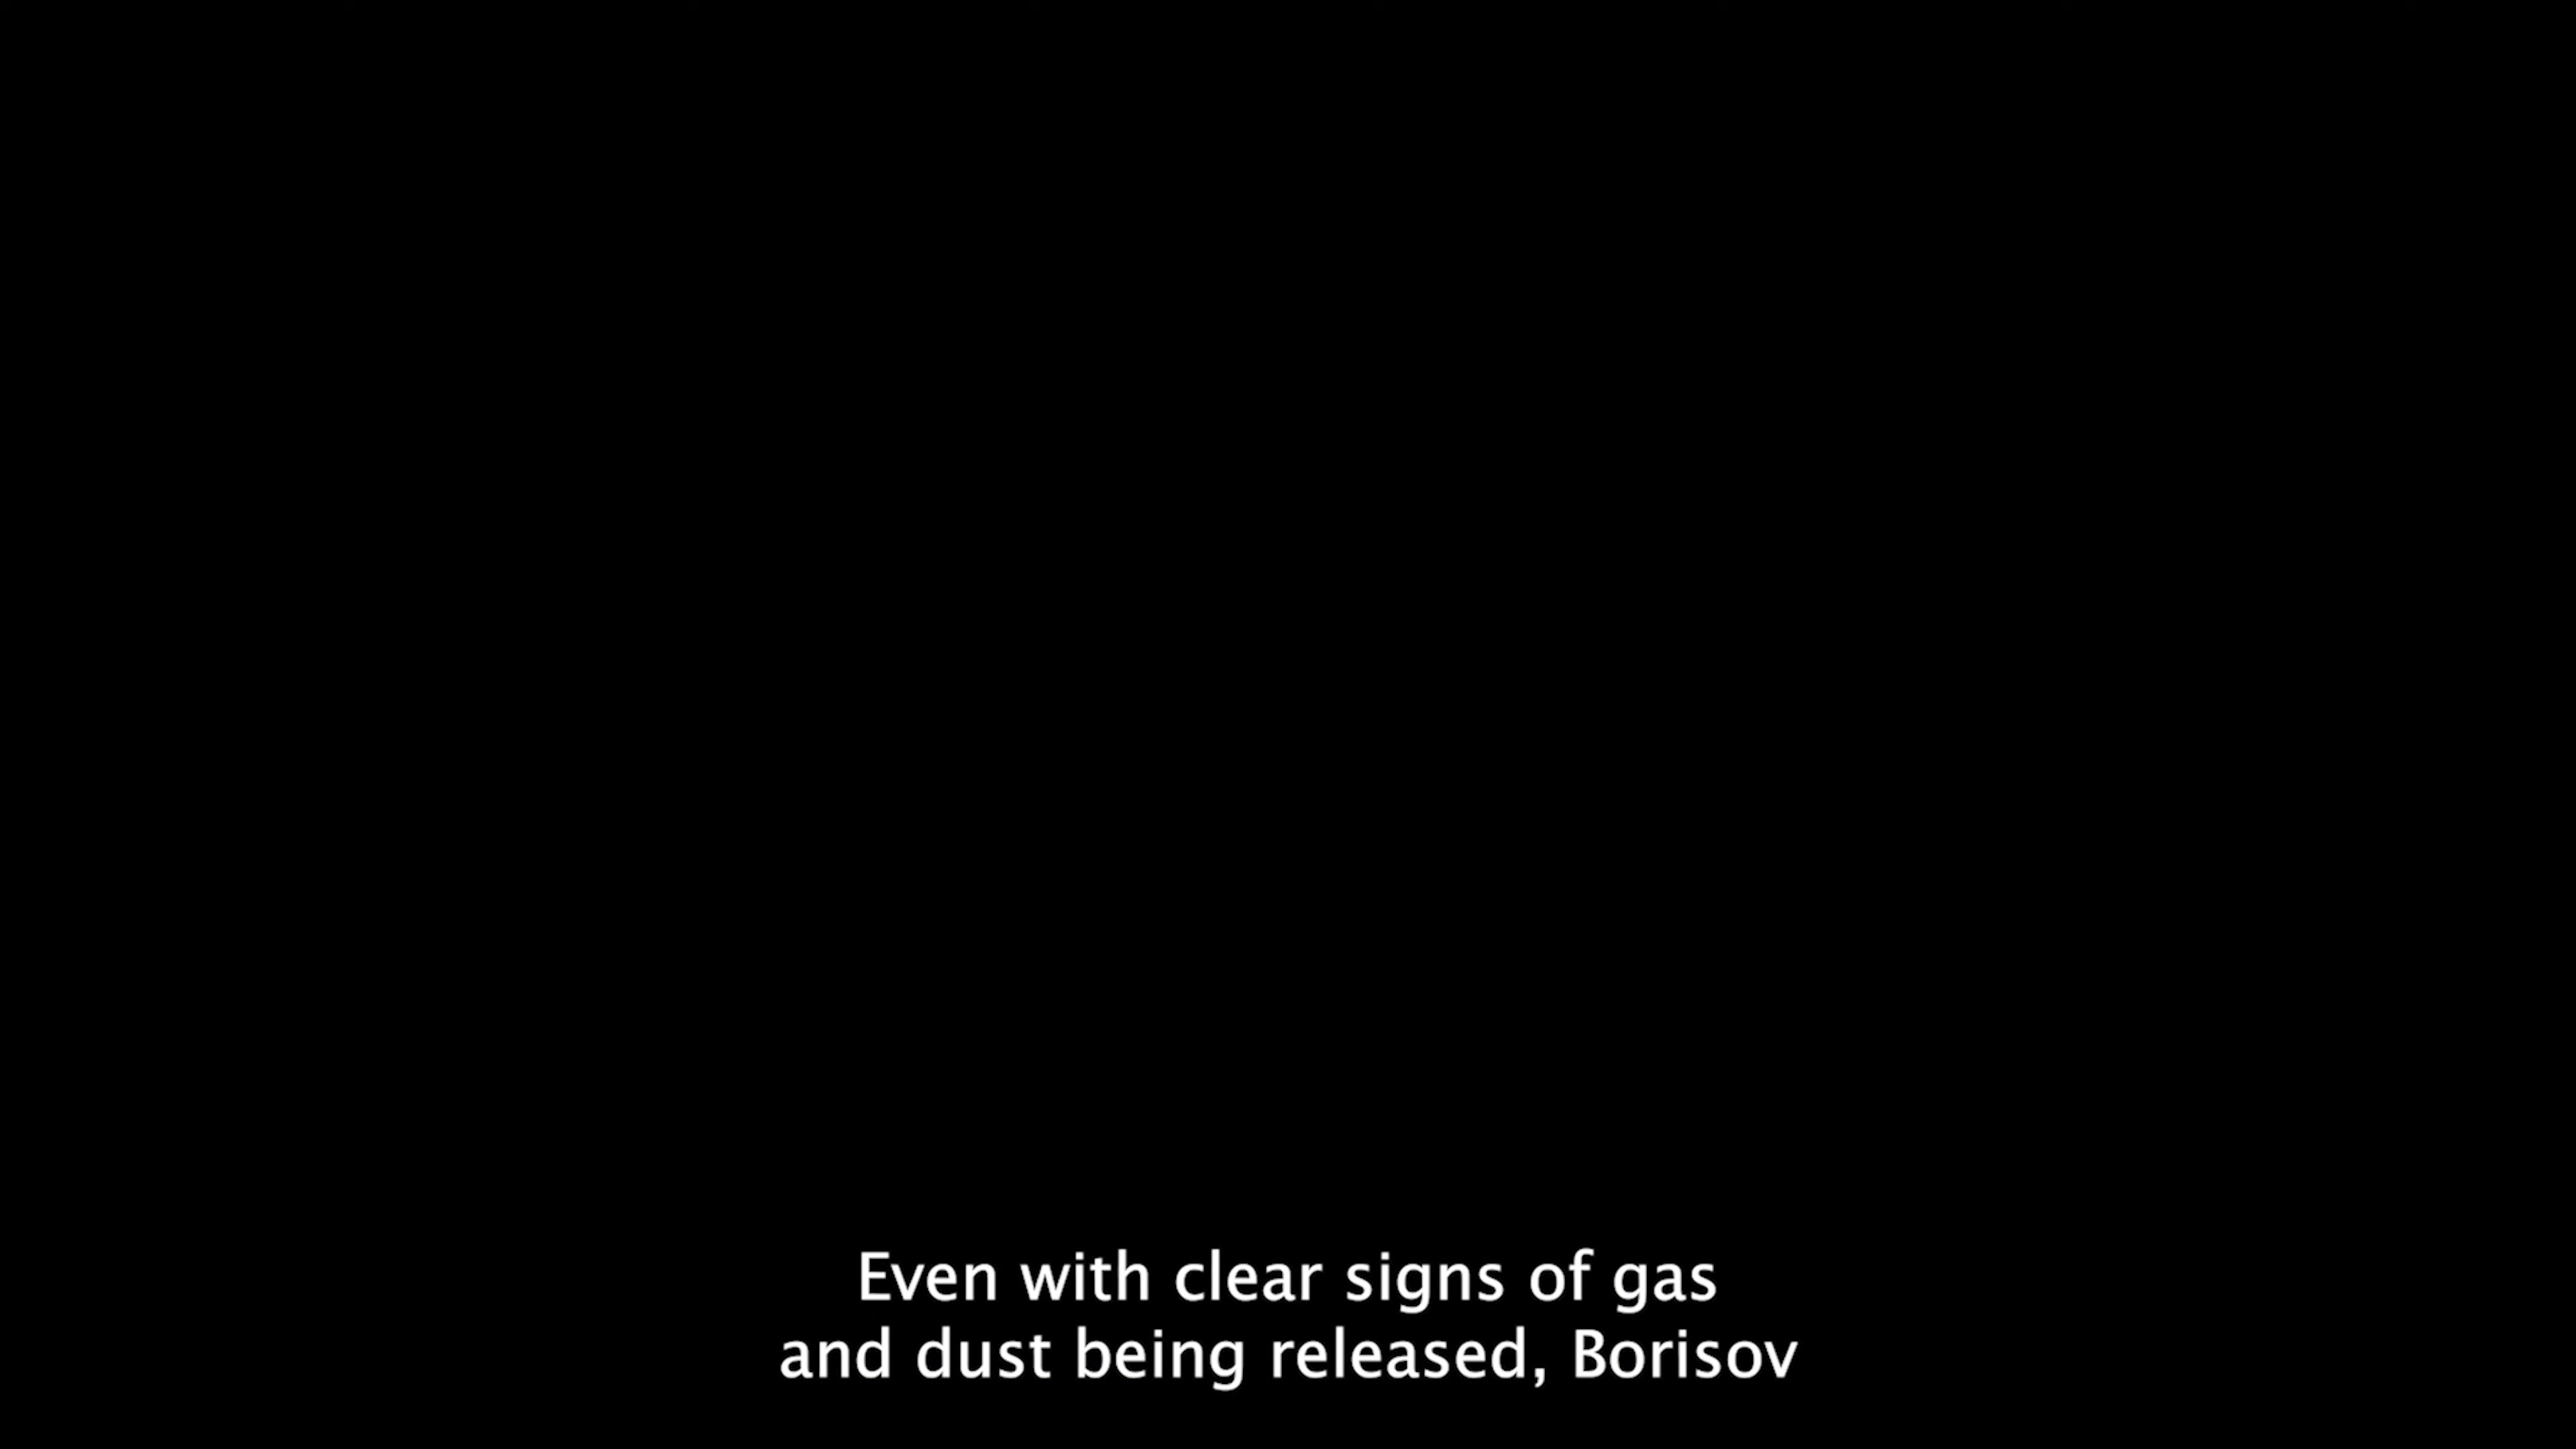 Even with clear signs of gas
and dust being released, Borisov